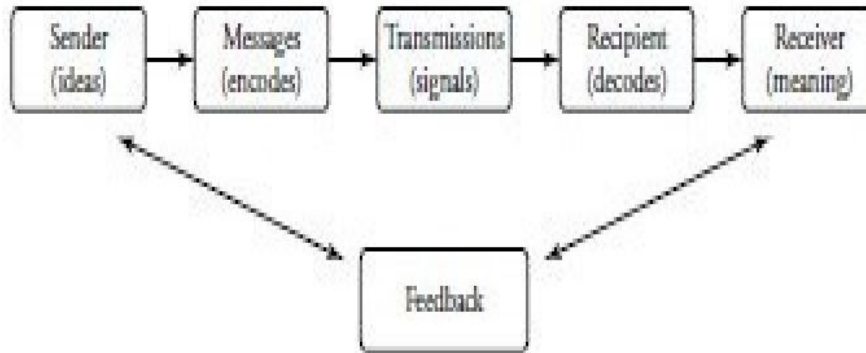 Sender
(ideas)
Messages
(encodes)
Transmissions
(signals)
Recipient
(decodes)
Receiver
(meaning)
Feedback